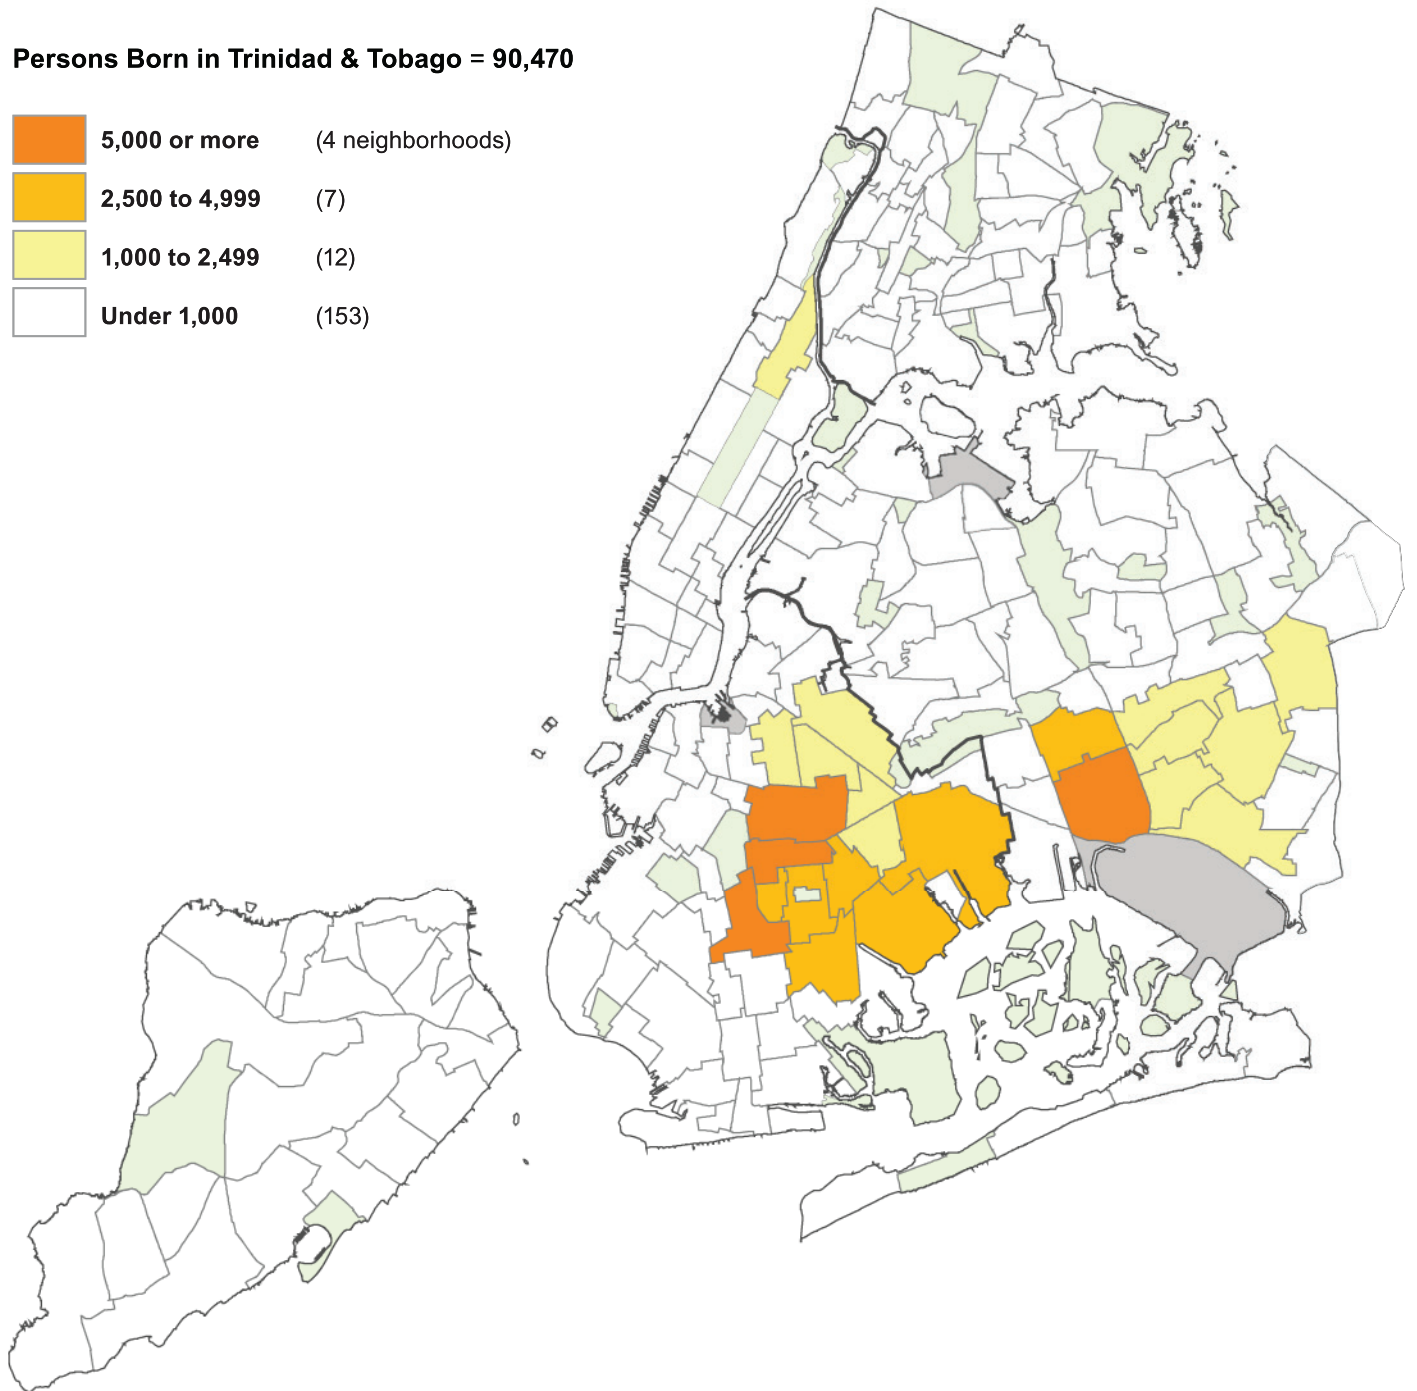 Persons Born in Trinidad & Tobago = 90,470
5,000 or more (4 neighborhoods)
2,500 to 4,999 (7)
1,000 to 2,499 (12)
Under 1,000 (153)